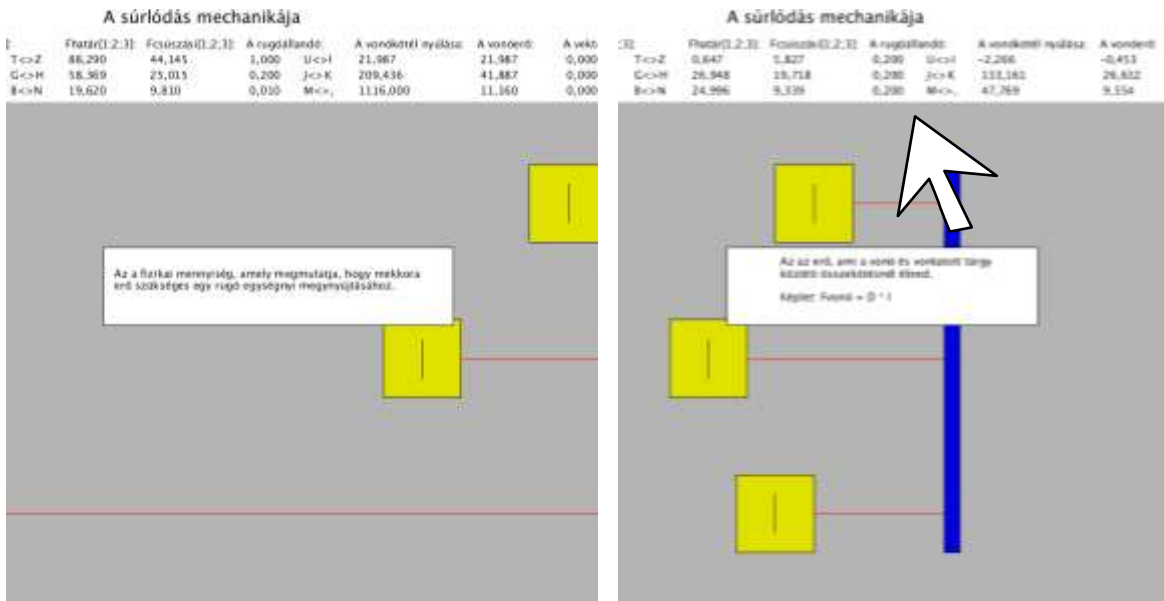 A súrlódás mechanikája
Fhatár[1:2:3]: Fcsúszási[1:2:3]: A rugóállandó: A vonókötél nyúlása: A vonóerő: A vekto
T<>Z 86,290 44,145 1,000 U<>I 21,987 21,987 0,000
G<>H 58,369 25,015 0,200 J<>K 209,436 41,887 0,000
B<>N 19,620 9,810 0,010 M<>, 1116,000 11,160 0,000
Az a fizikai mennyiség, amely megmutatja, hogy mekkora
erő szükséges egy rugó egységnyi megynyújtásához.
A súrlódás mechanikája
Fhatár[1:2:3]: Fcsúszási[1:2:3]: A rugóállandó: A vonókötél nyúlása: A vonóerő:
T<>Z 0,647 5,827 0,200 U<>I -2,266 -0,453
G<>H 26,948 19,718 0,200 J<>K 133,161 26,632
B<>N 24,996 9,339 0,200 M<>, 47,769 9,554
Az az erő, ami a vonó és vontatott tárgy
közötti összeköttetésnél ébred.
Képlet: Fvonó = D * l